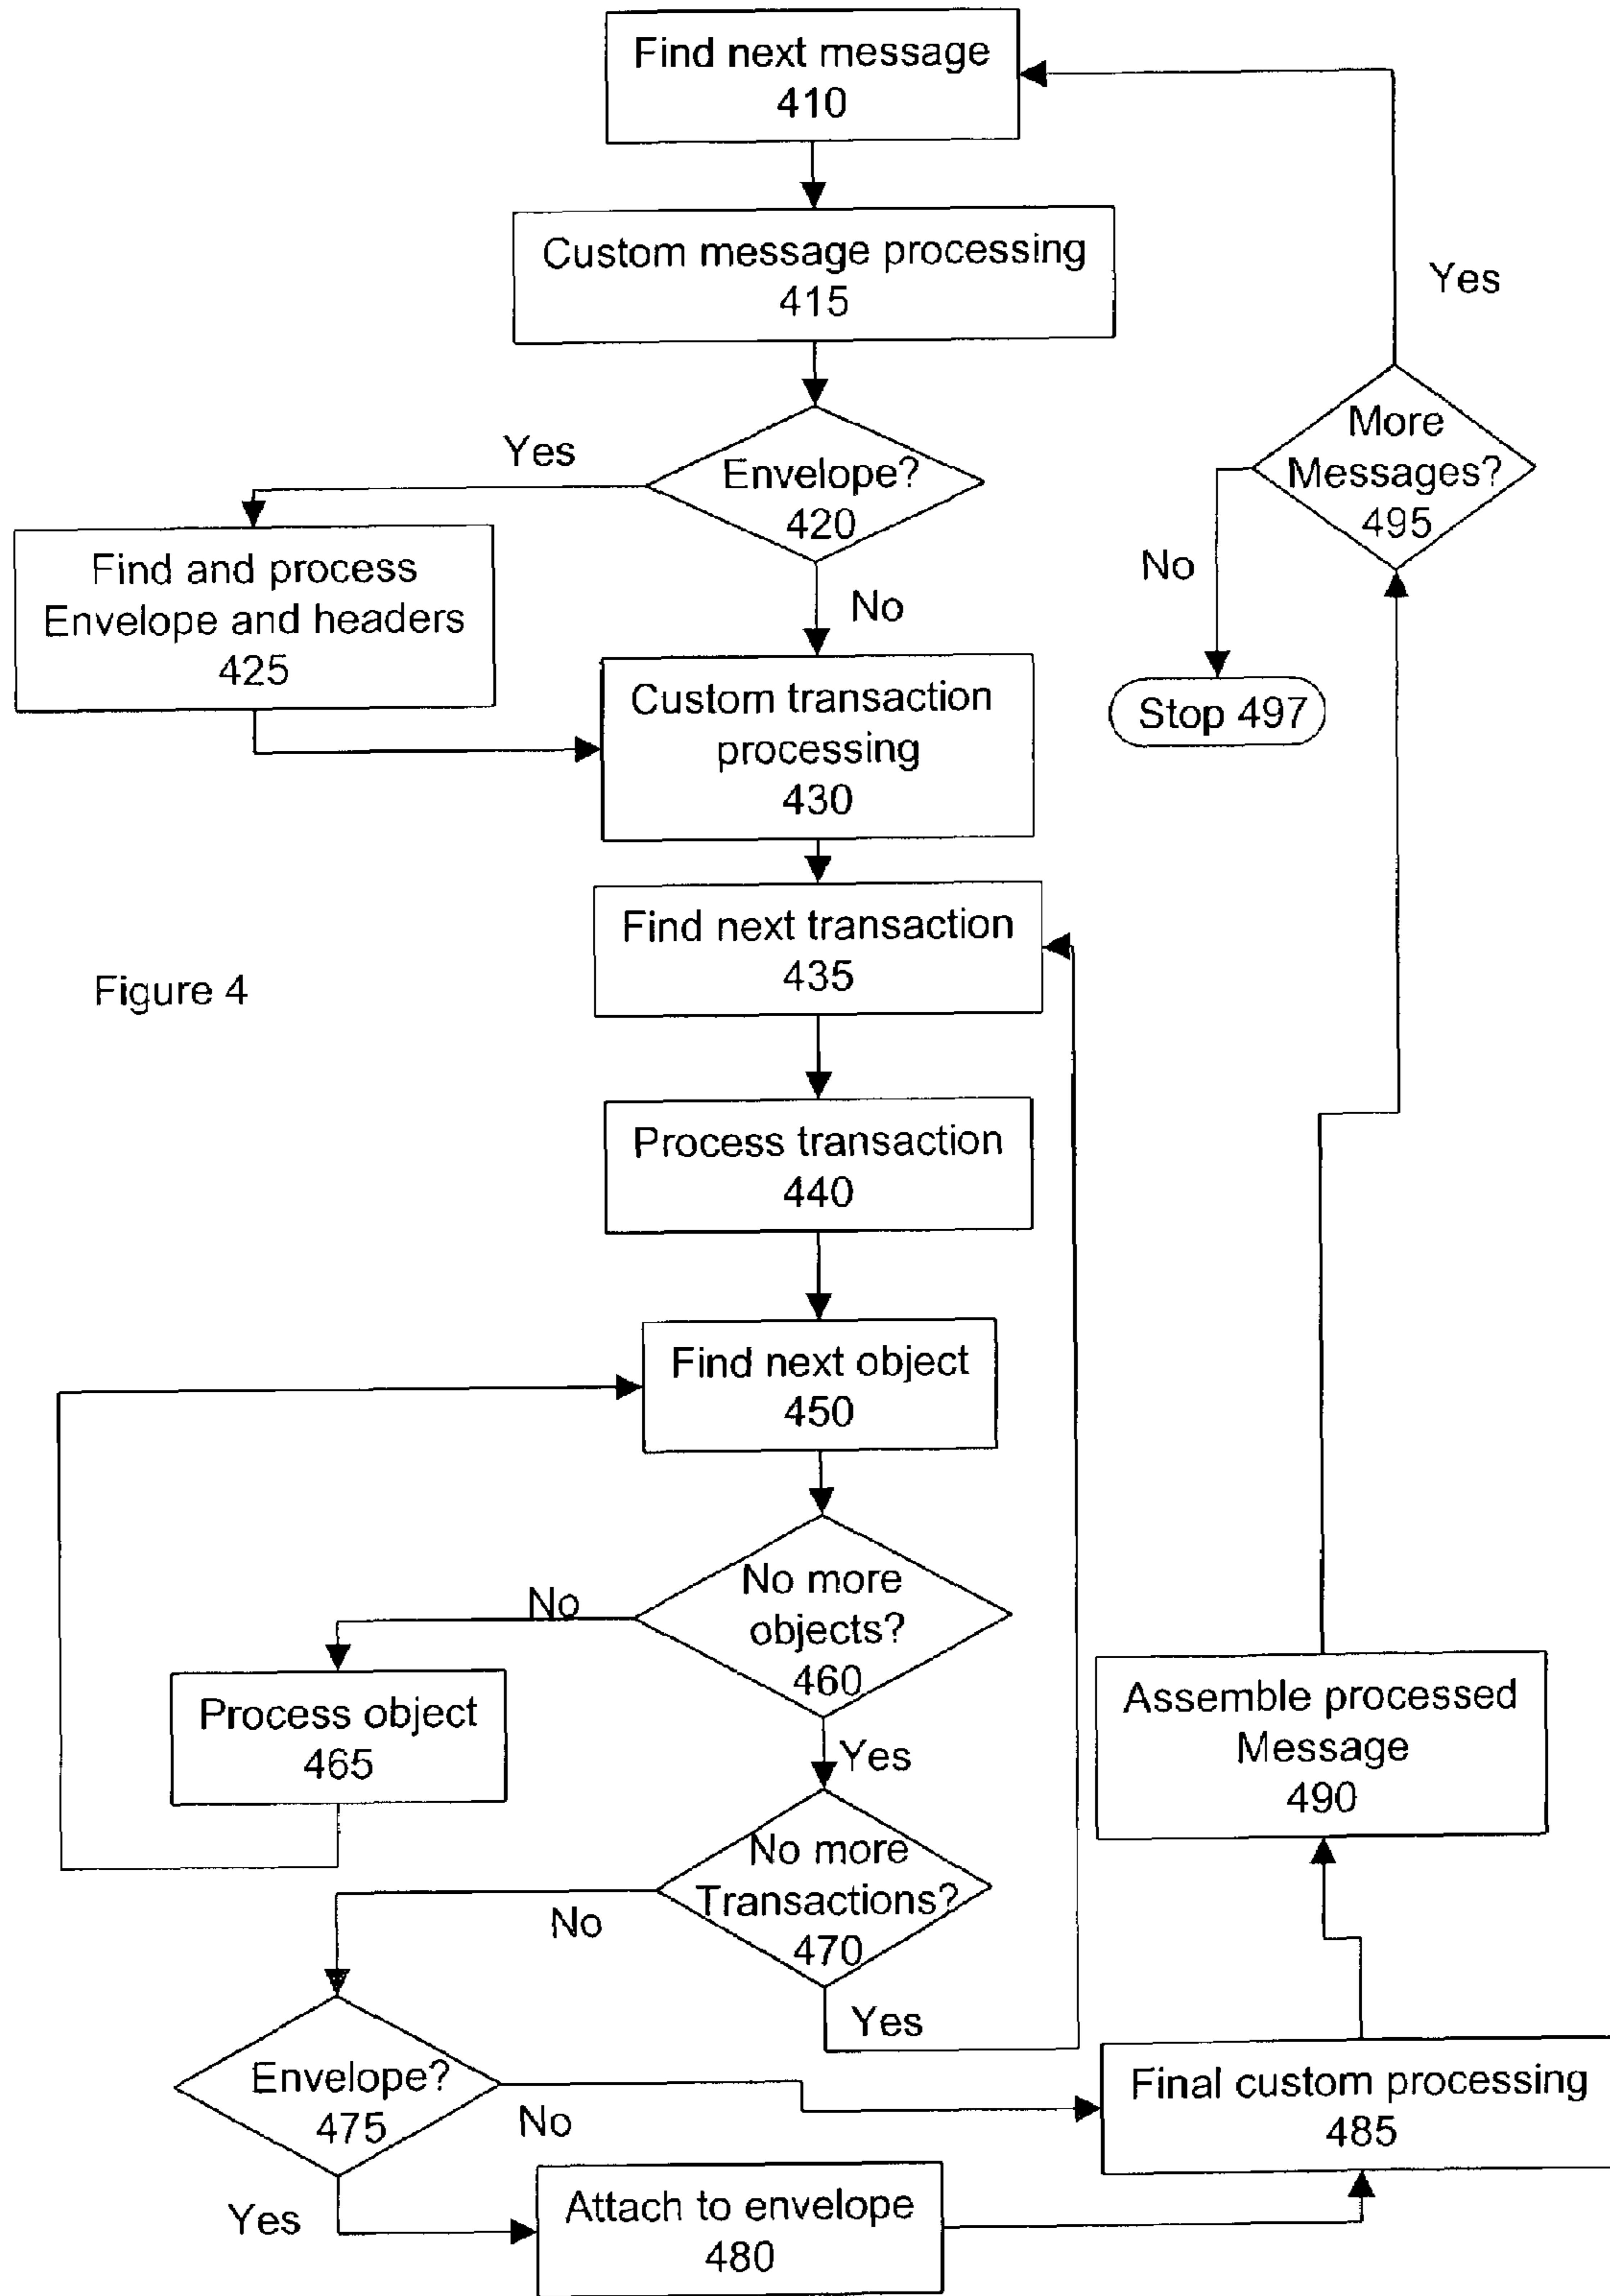 Find next message
410
Custom message processing
415
Yes
Yes
More
Messages?
495
Envelope?
420
No
No
Find and process
Envelope and headers
425
Custom transaction
processing
430
Stop 497
Find next transaction
435
Figure 4
Process transaction
440
Find next object
450
No more
objects?
460
No
Process object
465
Yes
Assemble processed
Message
490
No more
Transactions?
470
No
Yes
Envelope?
475
No
Final custom processing
485
Yes
Attach to envelope
480